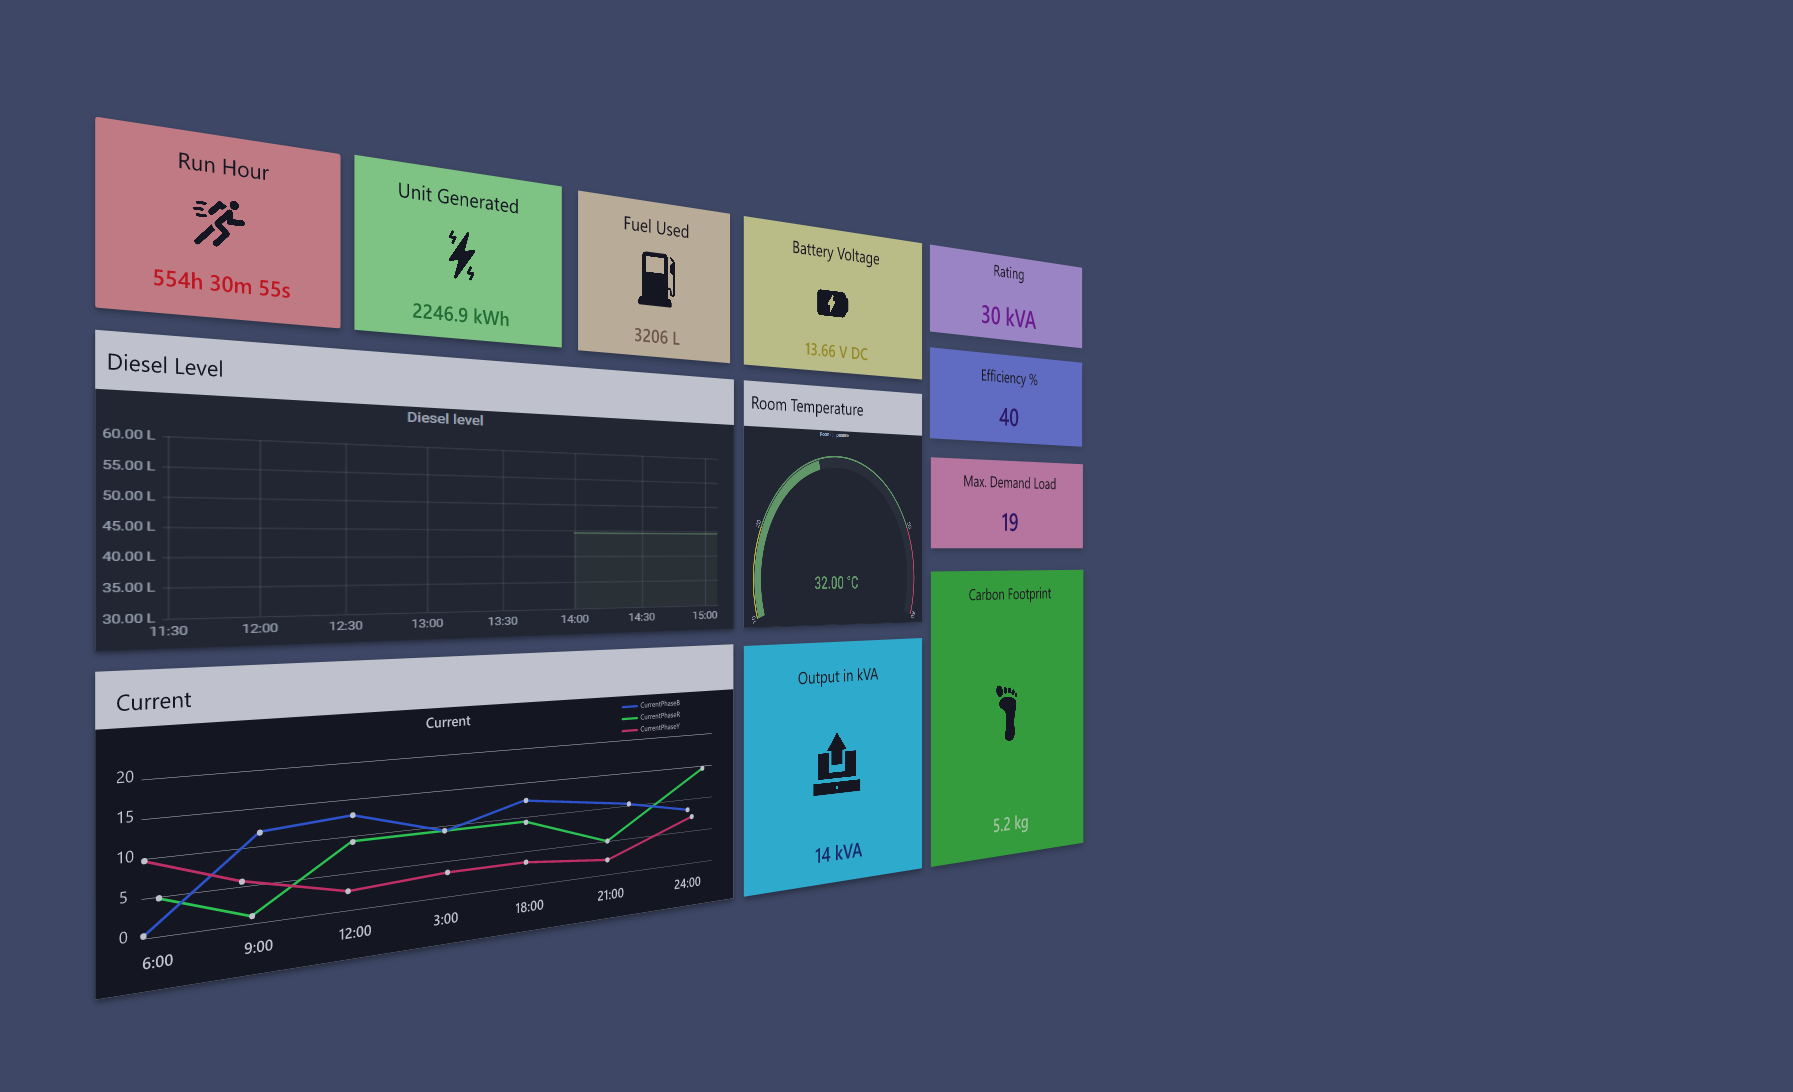 Run Hour
554h 30m 55s
Unit Generated
2246.9 kWh
Fuel Used
3206 L
Battery Voltage
13.66 V DC
Rating
30 kVA
Efficiency %
40
Max. Demand Load
19
Diesel Level
Diesel level
60.00 L
55.00 L
50.00 L
45.00 L
40.00 L
35.00 L
30.00 L
11:30 12:00 12:30 13:00 13:30 14:00 14:30 15:00
Room Temperature
32.00 °C
Carbon Footprint
5.2 kg
Current
Current
CurrentPhaseB
CurrentPhaseR
CurrentPhaseY
20
15
10
5
0
6:00 9:00 12:00 3:00 18:00 21:00 24:00
Output in kVA
14 kVA